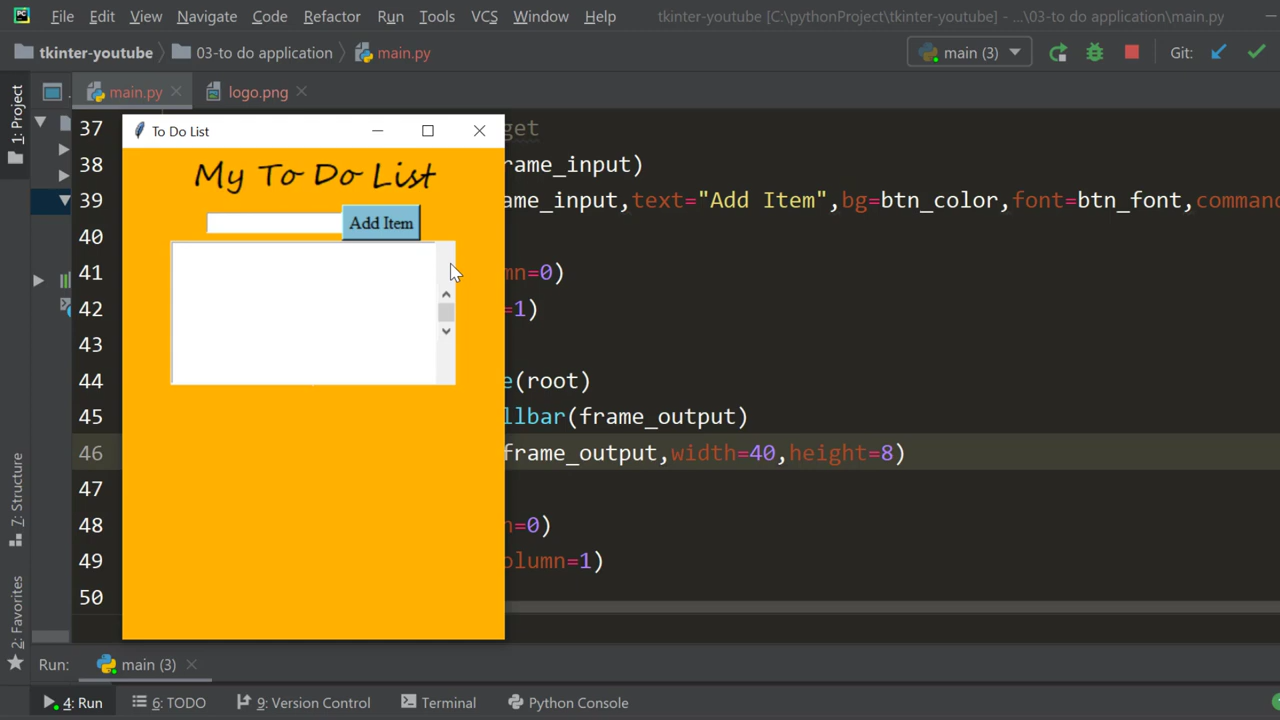 File Edit View Navigate Code Refactor Run Tools VCS Window Help tkinter-youtube [C:\pythonProject\tkinter-youtube] - ...\03-to do application\main.py
tkinter-youtube 03-to do application main.py main (3) Git:
main.py logo.png
1: Project
To Do List
My To Do List
Add Item
37 get
38 rame_input)
39 ame_input,text="Add Item",bg=btn_color,font=btn_font,comman
40
41 mn=0)
42 =1)
43
44 e(root)
45 llbar(frame_output)
46 frame_output,width=40,height=8)
47
48 n=0)
49 olumn=1)
50
7: Structure
2: Favorites
Run: main (3)
4: Run 6: TODO 9: Version Control Terminal Python Console